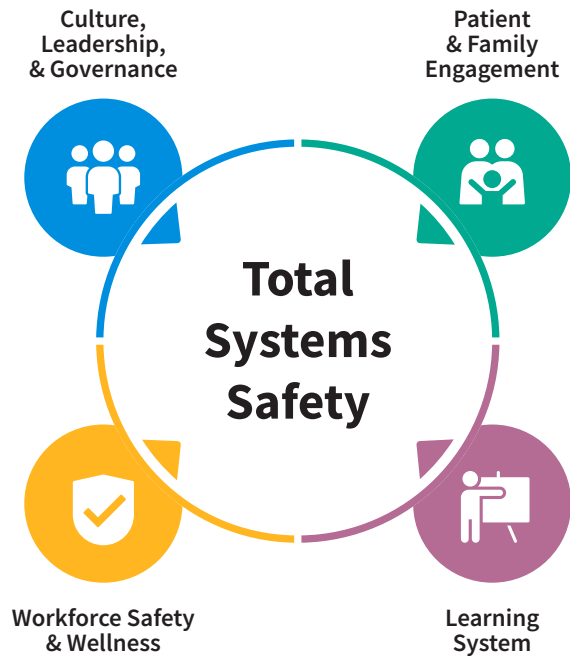 Culture,
Leadership,
& Governance
Patient
& Family
Engagement
Total
Systems
Safety
Workforce Safety
& Wellness
Learning
System